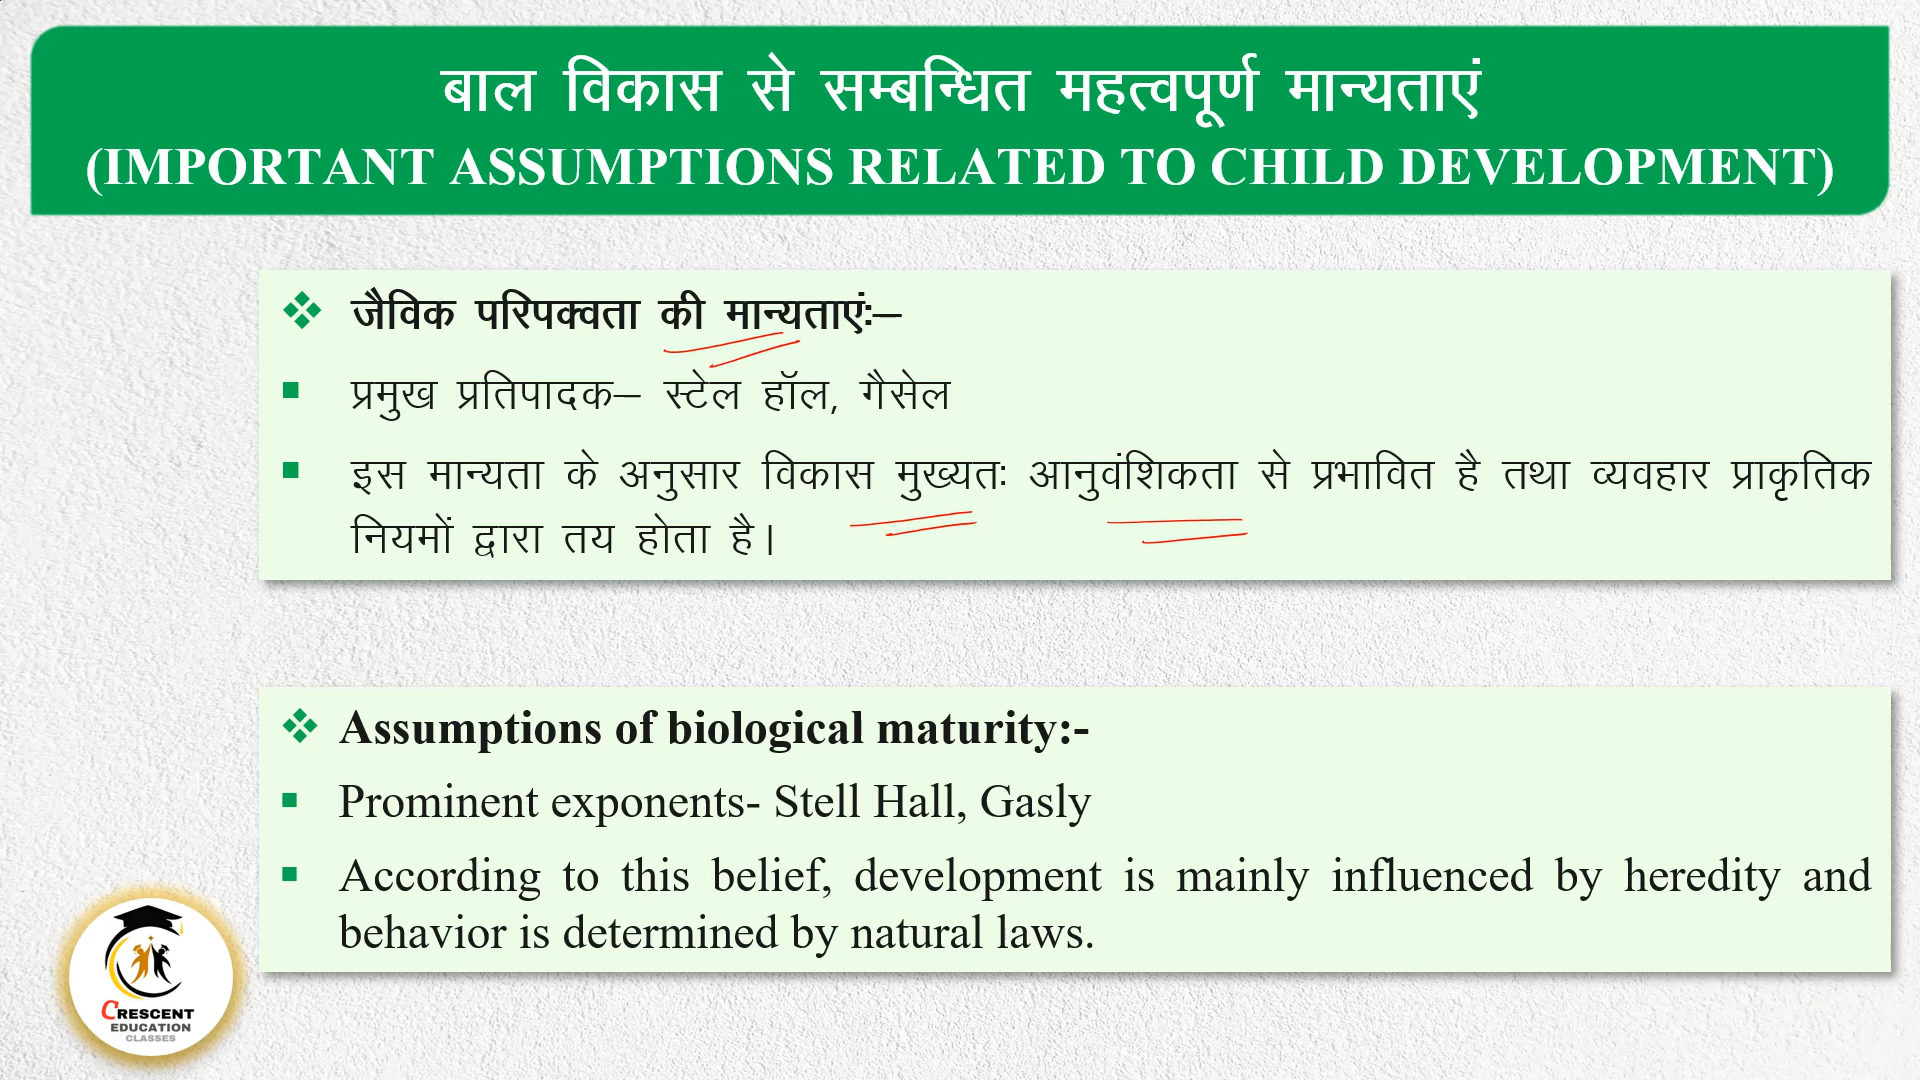 बाल विकास से सम्बन्धित महत्वपूर्ण मान्यताएं
(IMPORTANT ASSUMPTIONS RELATED TO CHILD DEVELOPMENT)
जैविक परिपक्वता की मान्यताएंः–
प्रमुख प्रतिपादक– स्टेल हॉल, गैसेल
इस मान्यता के अनुसार विकास मुख्यतः आनुवंशिकता से प्रभावित है तथा व्यवहार प्राकृतिक
नियमों द्वारा तय होता है।
Assumptions of biological maturity:-
Prominent exponents- Stell Hall, Gasly
According to this belief, development is mainly influenced by heredity and
behavior is determined by natural laws.
CRESCENT
EDUCATION
CLASSES